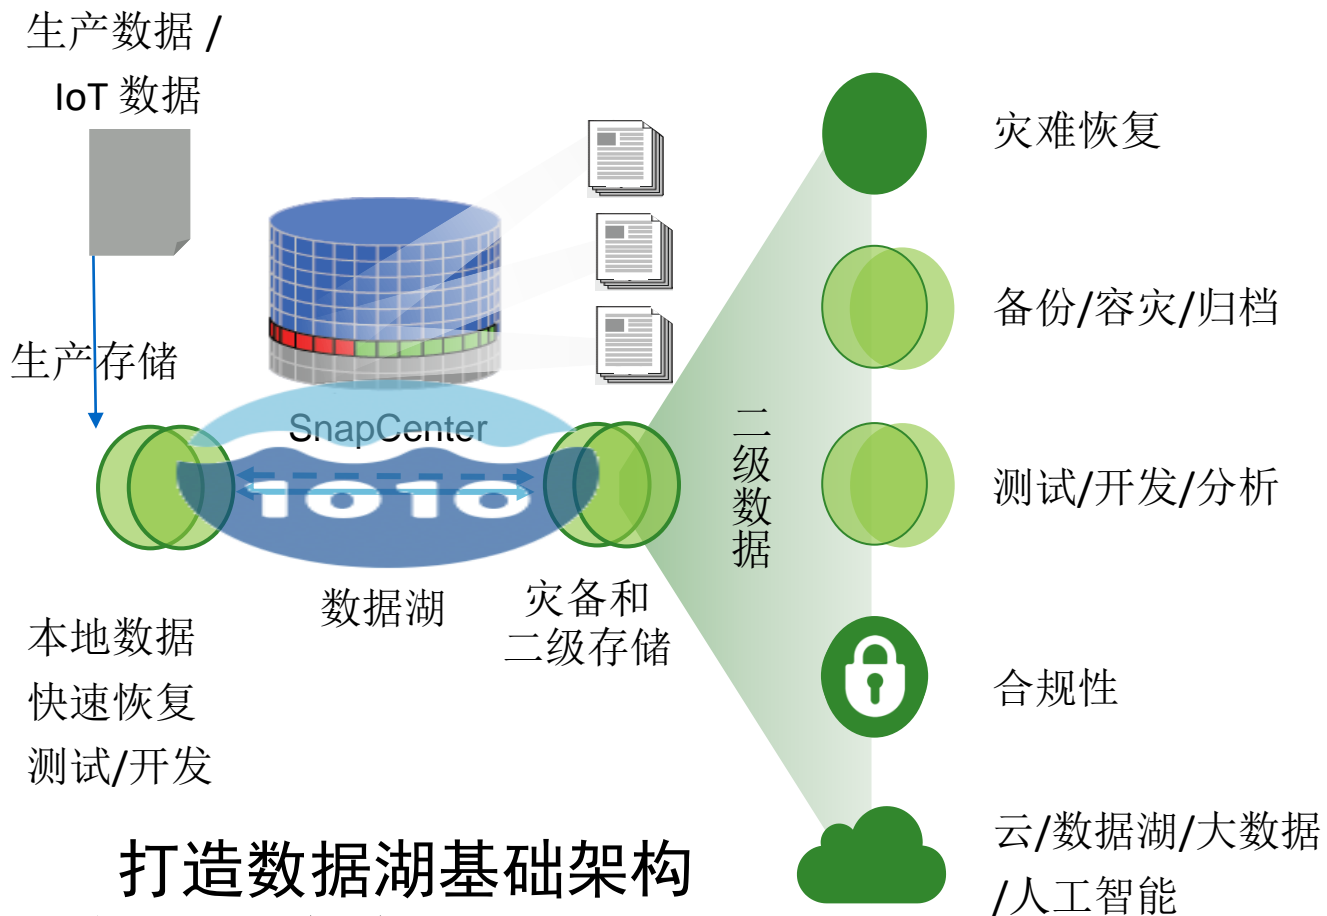 生产数据 /
IoT 数据
生产存储
SnapCenter
1010
数据湖
灾备和
二级存储
本地数据
快速恢复
测试/开发
二级数据
灾难恢复
备份/容灾/归档
测试/开发/分析
合规性
云/数据湖/大数据
/人工智能
打造数据湖基础架构